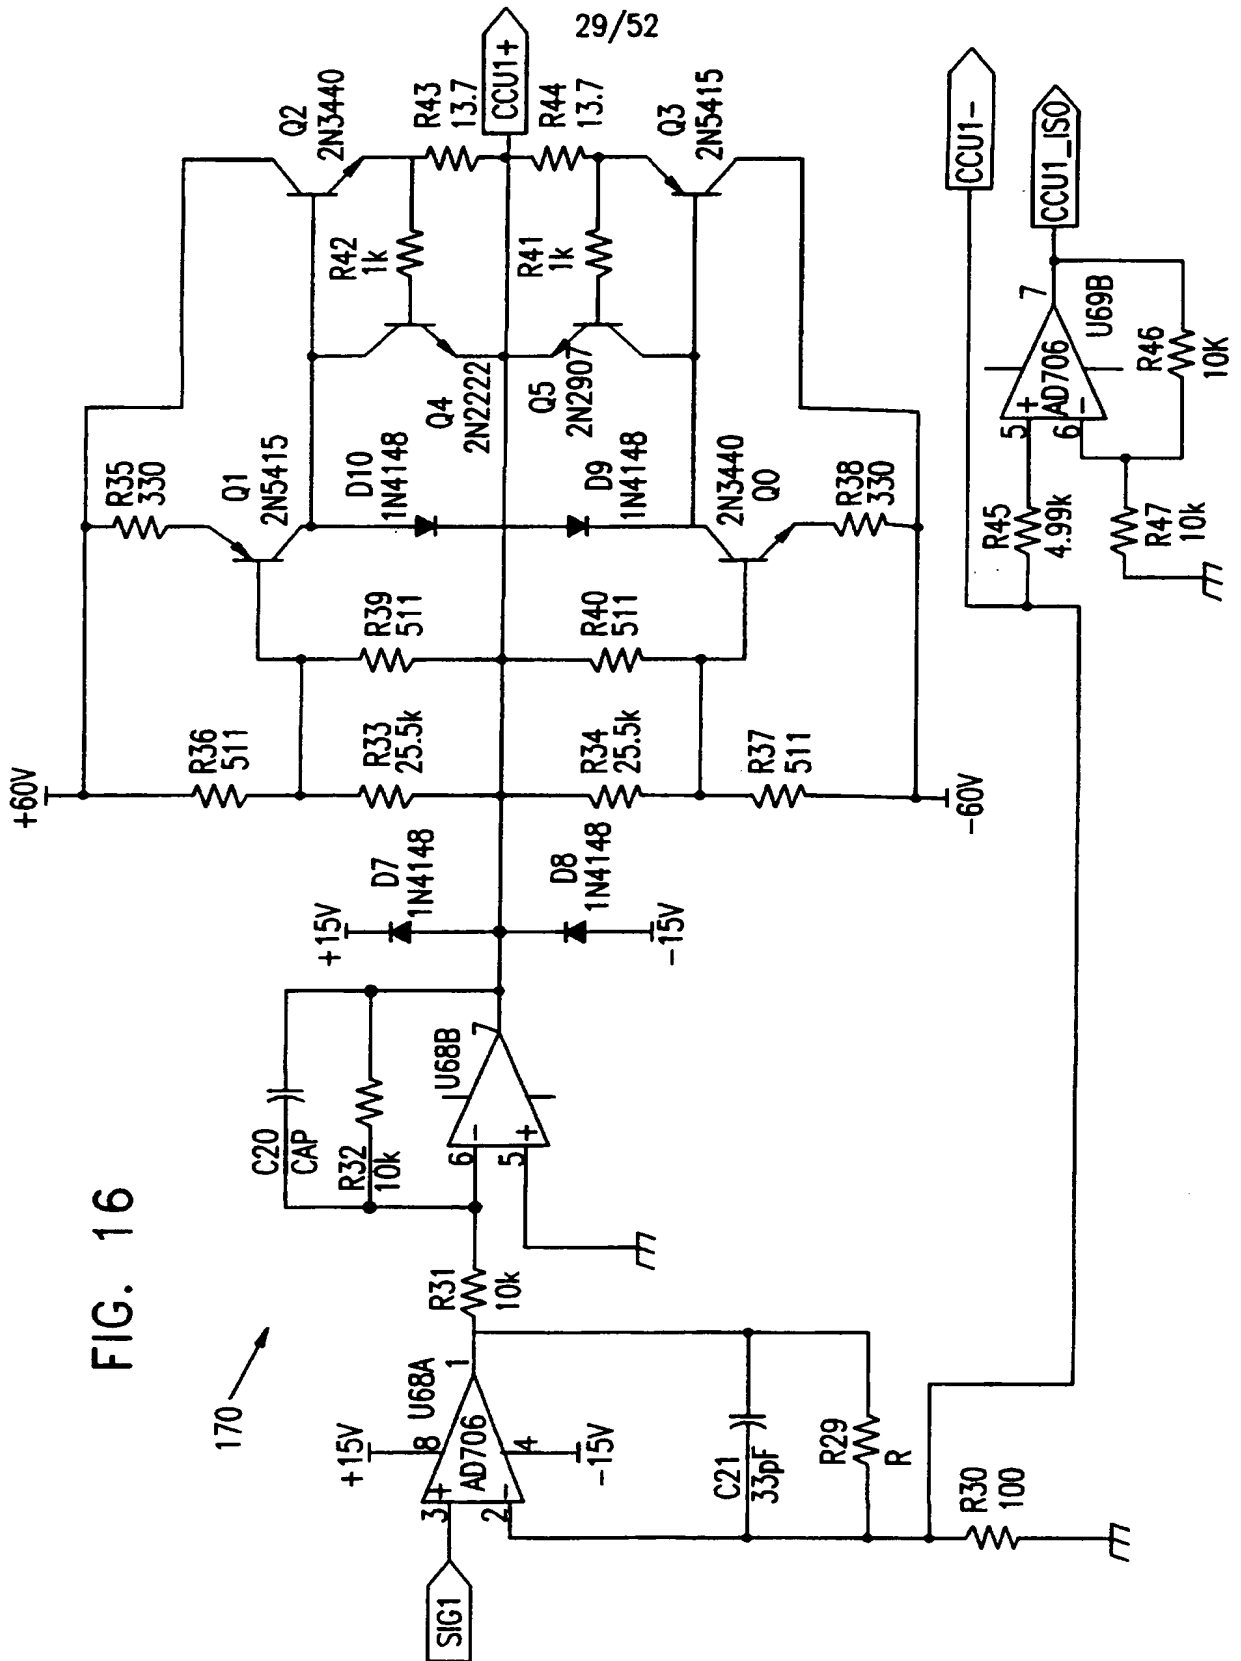 29/52
FIG. 16
170
SIG1
3
2
+
-
+15V
8
AD706
4
-15V
U68A
1
C21
33pF
R29
R
R30
100
R31
10k
C20
CAP
R32
10k
6
5
-
+
U68B
7
+15V
D7
1N4148
D8
1N4148
-15V
+60V
R36
511
R33
25.5k
R34
25.5k
R37
511
-60V
R39
511
R40
511
R35
330
Q1
2N5415
D10
1N4148
D9
1N4148
2N3440
Q0
R38
330
Q4
2N2222
Q5
2N2907
R42
1k
R41
1k
Q2
2N3440
R43
13.7
CCU1+
R44
13.7
Q3
2N5415
CCU1-
R45
4.99k
5
6
+
-
AD706
7
U69B
CCU1_ISO
R46
10K
R47
10k